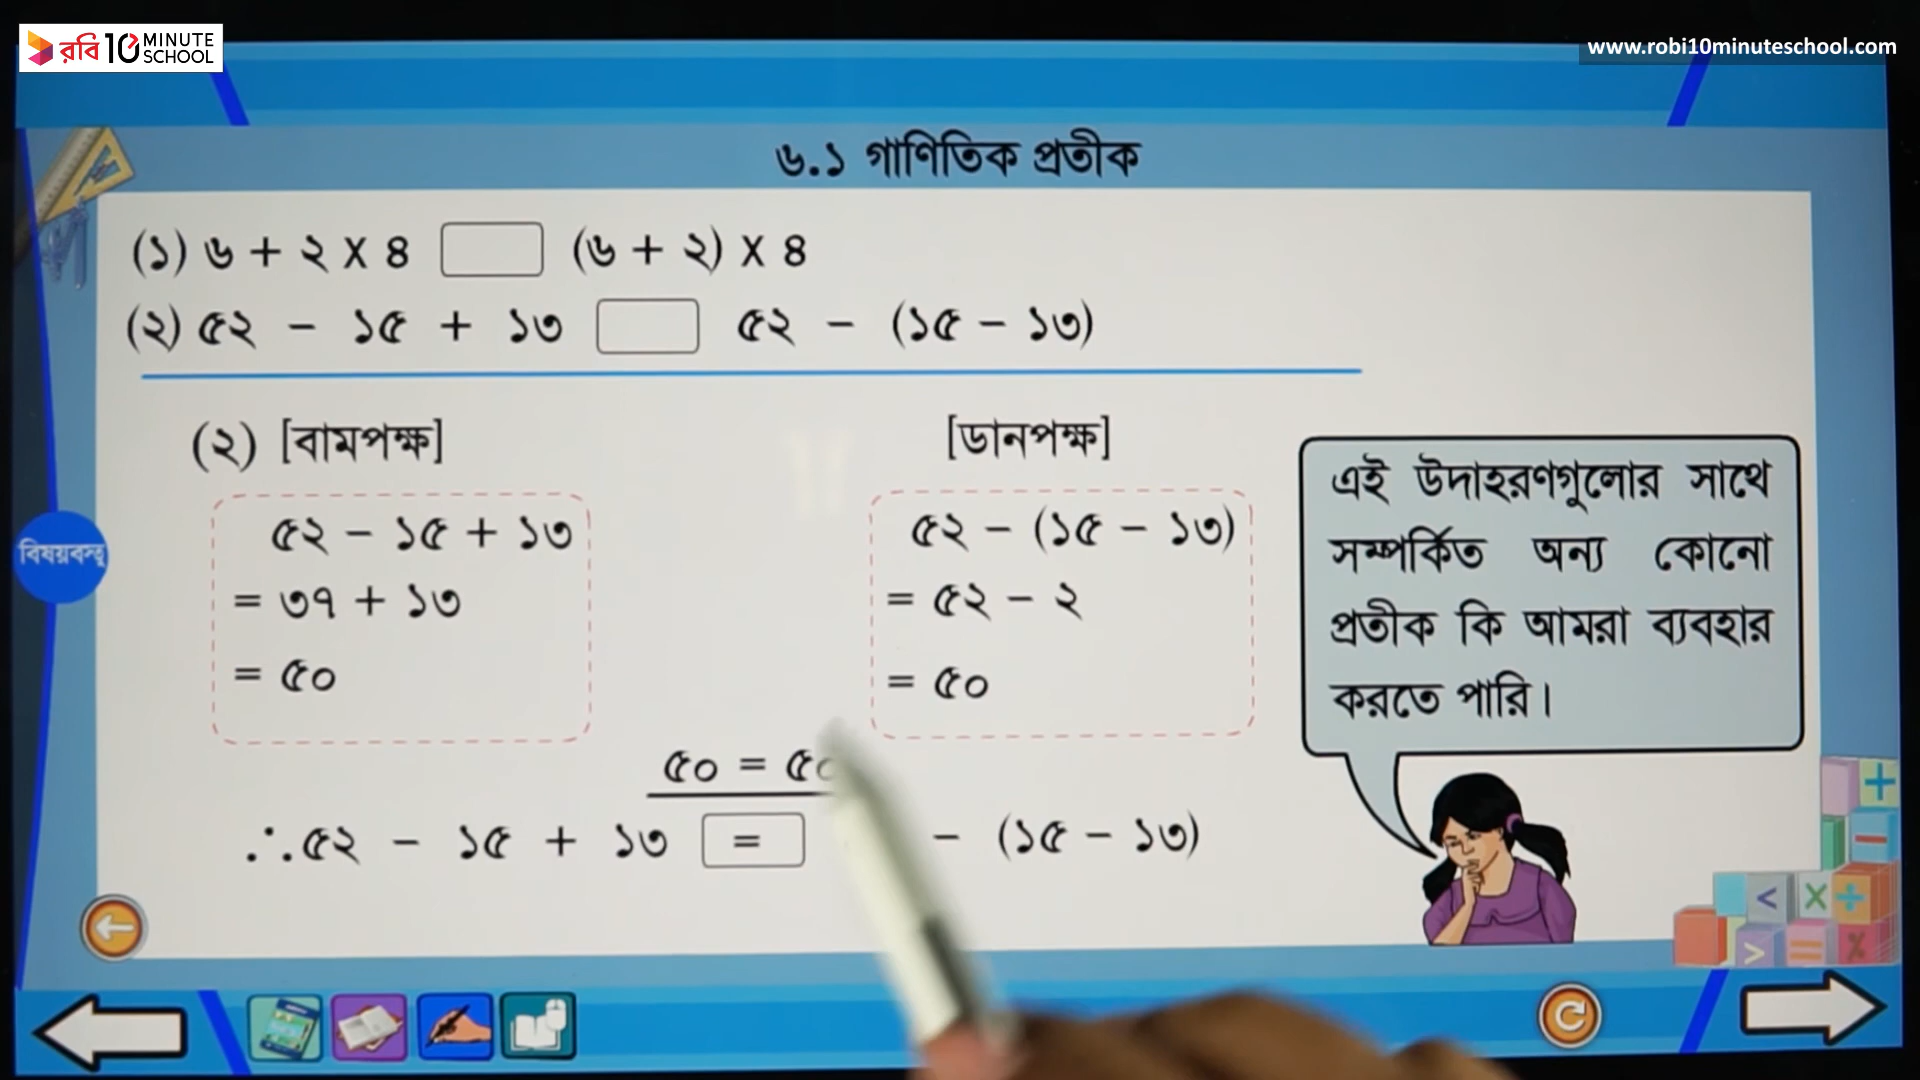 রবি 10 MINUTE SCHOOL
www.robi10minuteschool.com
৬.১ গাণিতিক প্রতীক
(১) ৬ + ২ X ৪ (৬ + ২) X ৪
(২) ৫২ - ১৫ + ১৩ ৫২ - (১৫ - ১৩)
(২) [বামপক্ষ]
৫২ - ১৫ + ১৩
= ৩৭ + ১৩
= ৫০
[ডানপক্ষ]
৫২ - (১৫ - ১৩)
= ৫২ - ২
= ৫০
৫০ = ৫০
∴ ৫২ - ১৫ + ১৩ = - (১৫ - ১৩)
এই উদাহরণগুলোর সাথে
সম্পর্কিত অন্য কোনো
প্রতীক কি আমরা ব্যবহার
করতে পারি।
বিষয়বস্তু
+
-
< X ÷
> = %